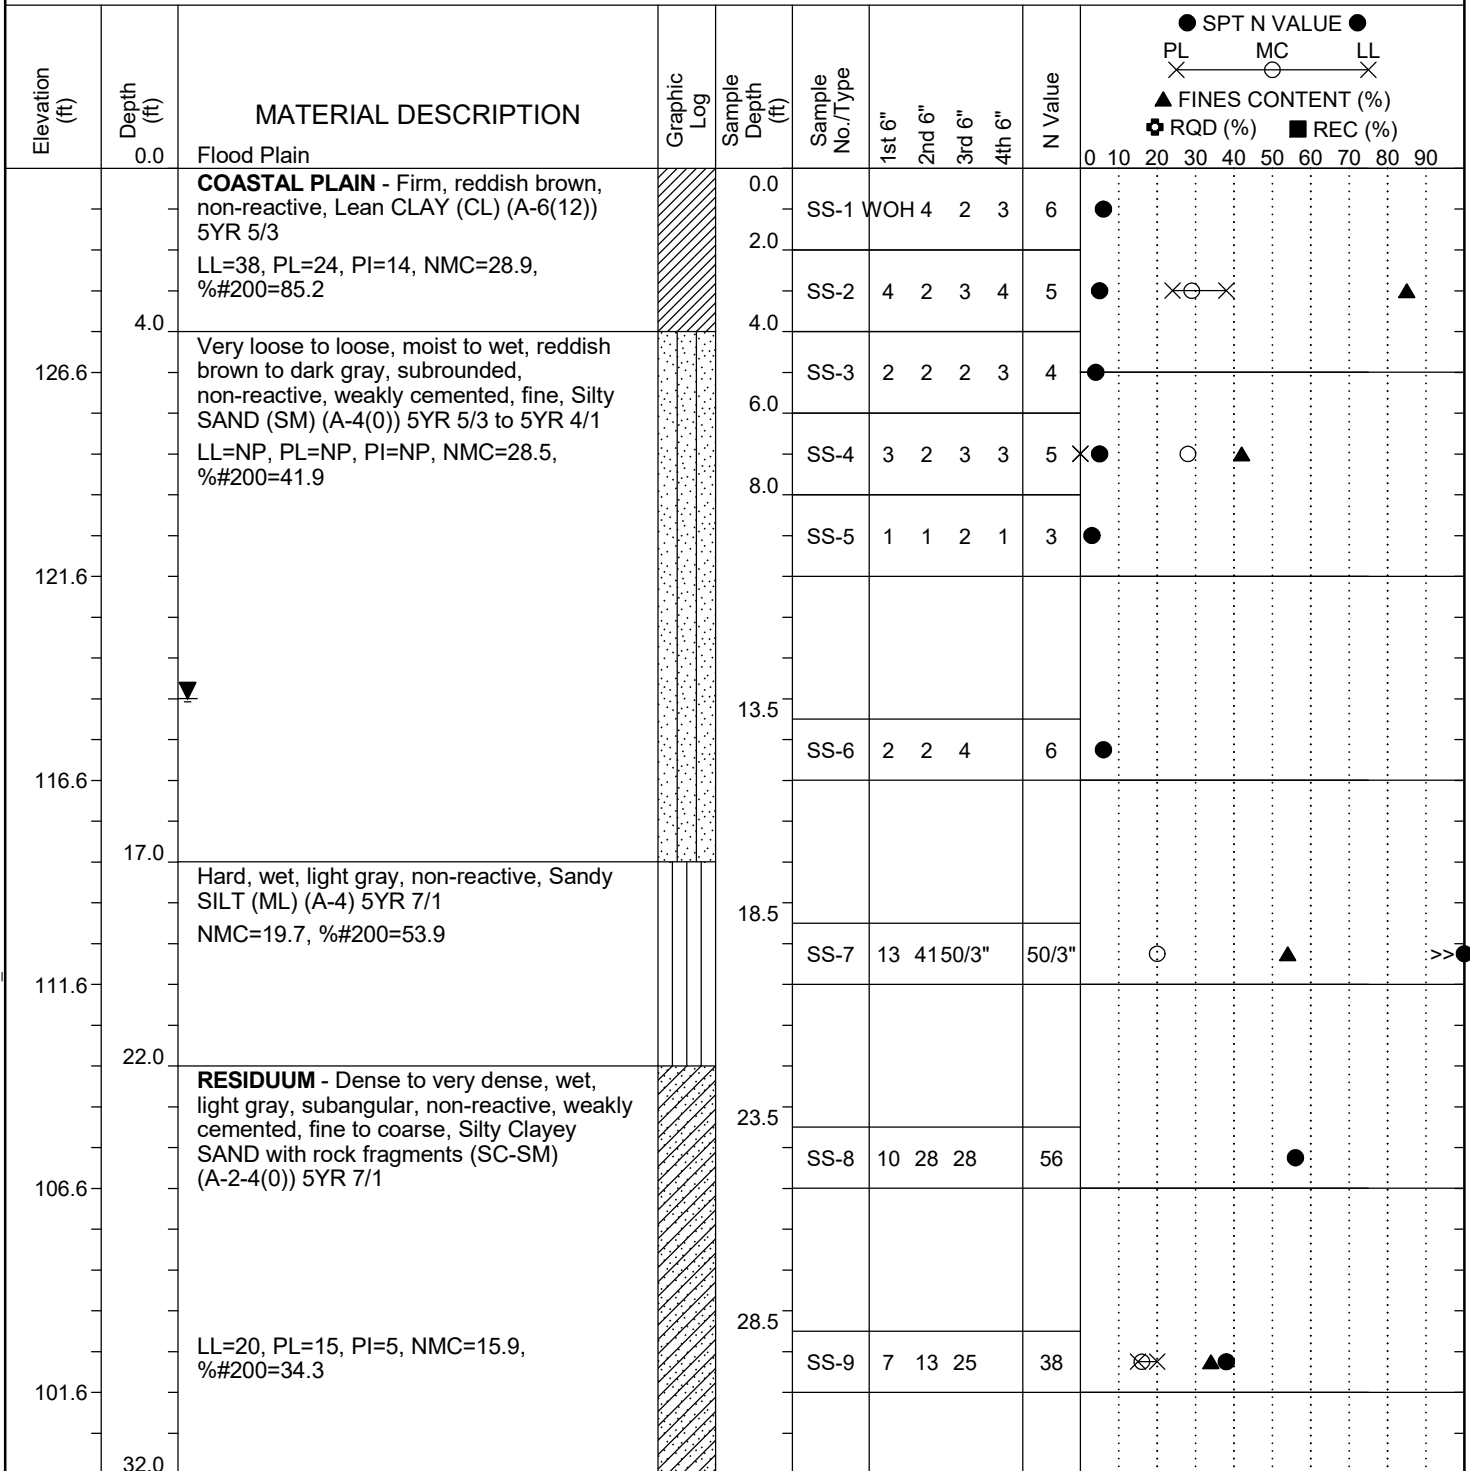 Elevation (ft)
Depth (ft)
MATERIAL DESCRIPTION
Graphic Log
Sample Depth (ft)
Sample No./Type
1st 6"
2nd 6"
3rd 6"
4th 6"
N Value
SPT N VALUE
PL MC LL
FINES CONTENT (%)
RQD (%) REC (%)
0 10 20 30 40 50 60 70 80 90
0.0 Flood Plain
COASTAL PLAIN - Firm, reddish brown,
non-reactive, Lean CLAY (CL) (A-6(12))
5YR 5/3
LL=38, PL=24, PI=14, NMC=28.9,
%#200=85.2
0.0
SS-1 WOH 4 2 3 6
2.0
SS-2 4 2 3 4 5
4.0 4.0
Very loose to loose, moist to wet, reddish
brown to dark gray, subrounded,
non-reactive, weakly cemented, fine, Silty
SAND (SM) (A-4(0)) 5YR 5/3 to 5YR 4/1
LL=NP, PL=NP, PI=NP, NMC=28.5,
%#200=41.9
126.6
SS-3 2 2 2 3 4
6.0
SS-4 3 2 3 3 5
8.0
SS-5 1 1 2 1 3
121.6
13.5
SS-6 2 2 4 6
116.6
17.0
Hard, wet, light gray, non-reactive, Sandy
SILT (ML) (A-4) 5YR 7/1
NMC=19.7, %#200=53.9
18.5
SS-7 13 41 50/3" 50/3" >>
111.6
22.0
RESIDUUM - Dense to very dense, wet,
light gray, subangular, non-reactive, weakly
cemented, fine to coarse, Silty Clayey
SAND with rock fragments (SC-SM)
(A-2-4(0)) 5YR 7/1
23.5
SS-8 10 28 28 56
106.6
28.5
LL=20, PL=15, PI=5, NMC=15.9,
%#200=34.3
SS-9 7 13 25 38
101.6
32.0